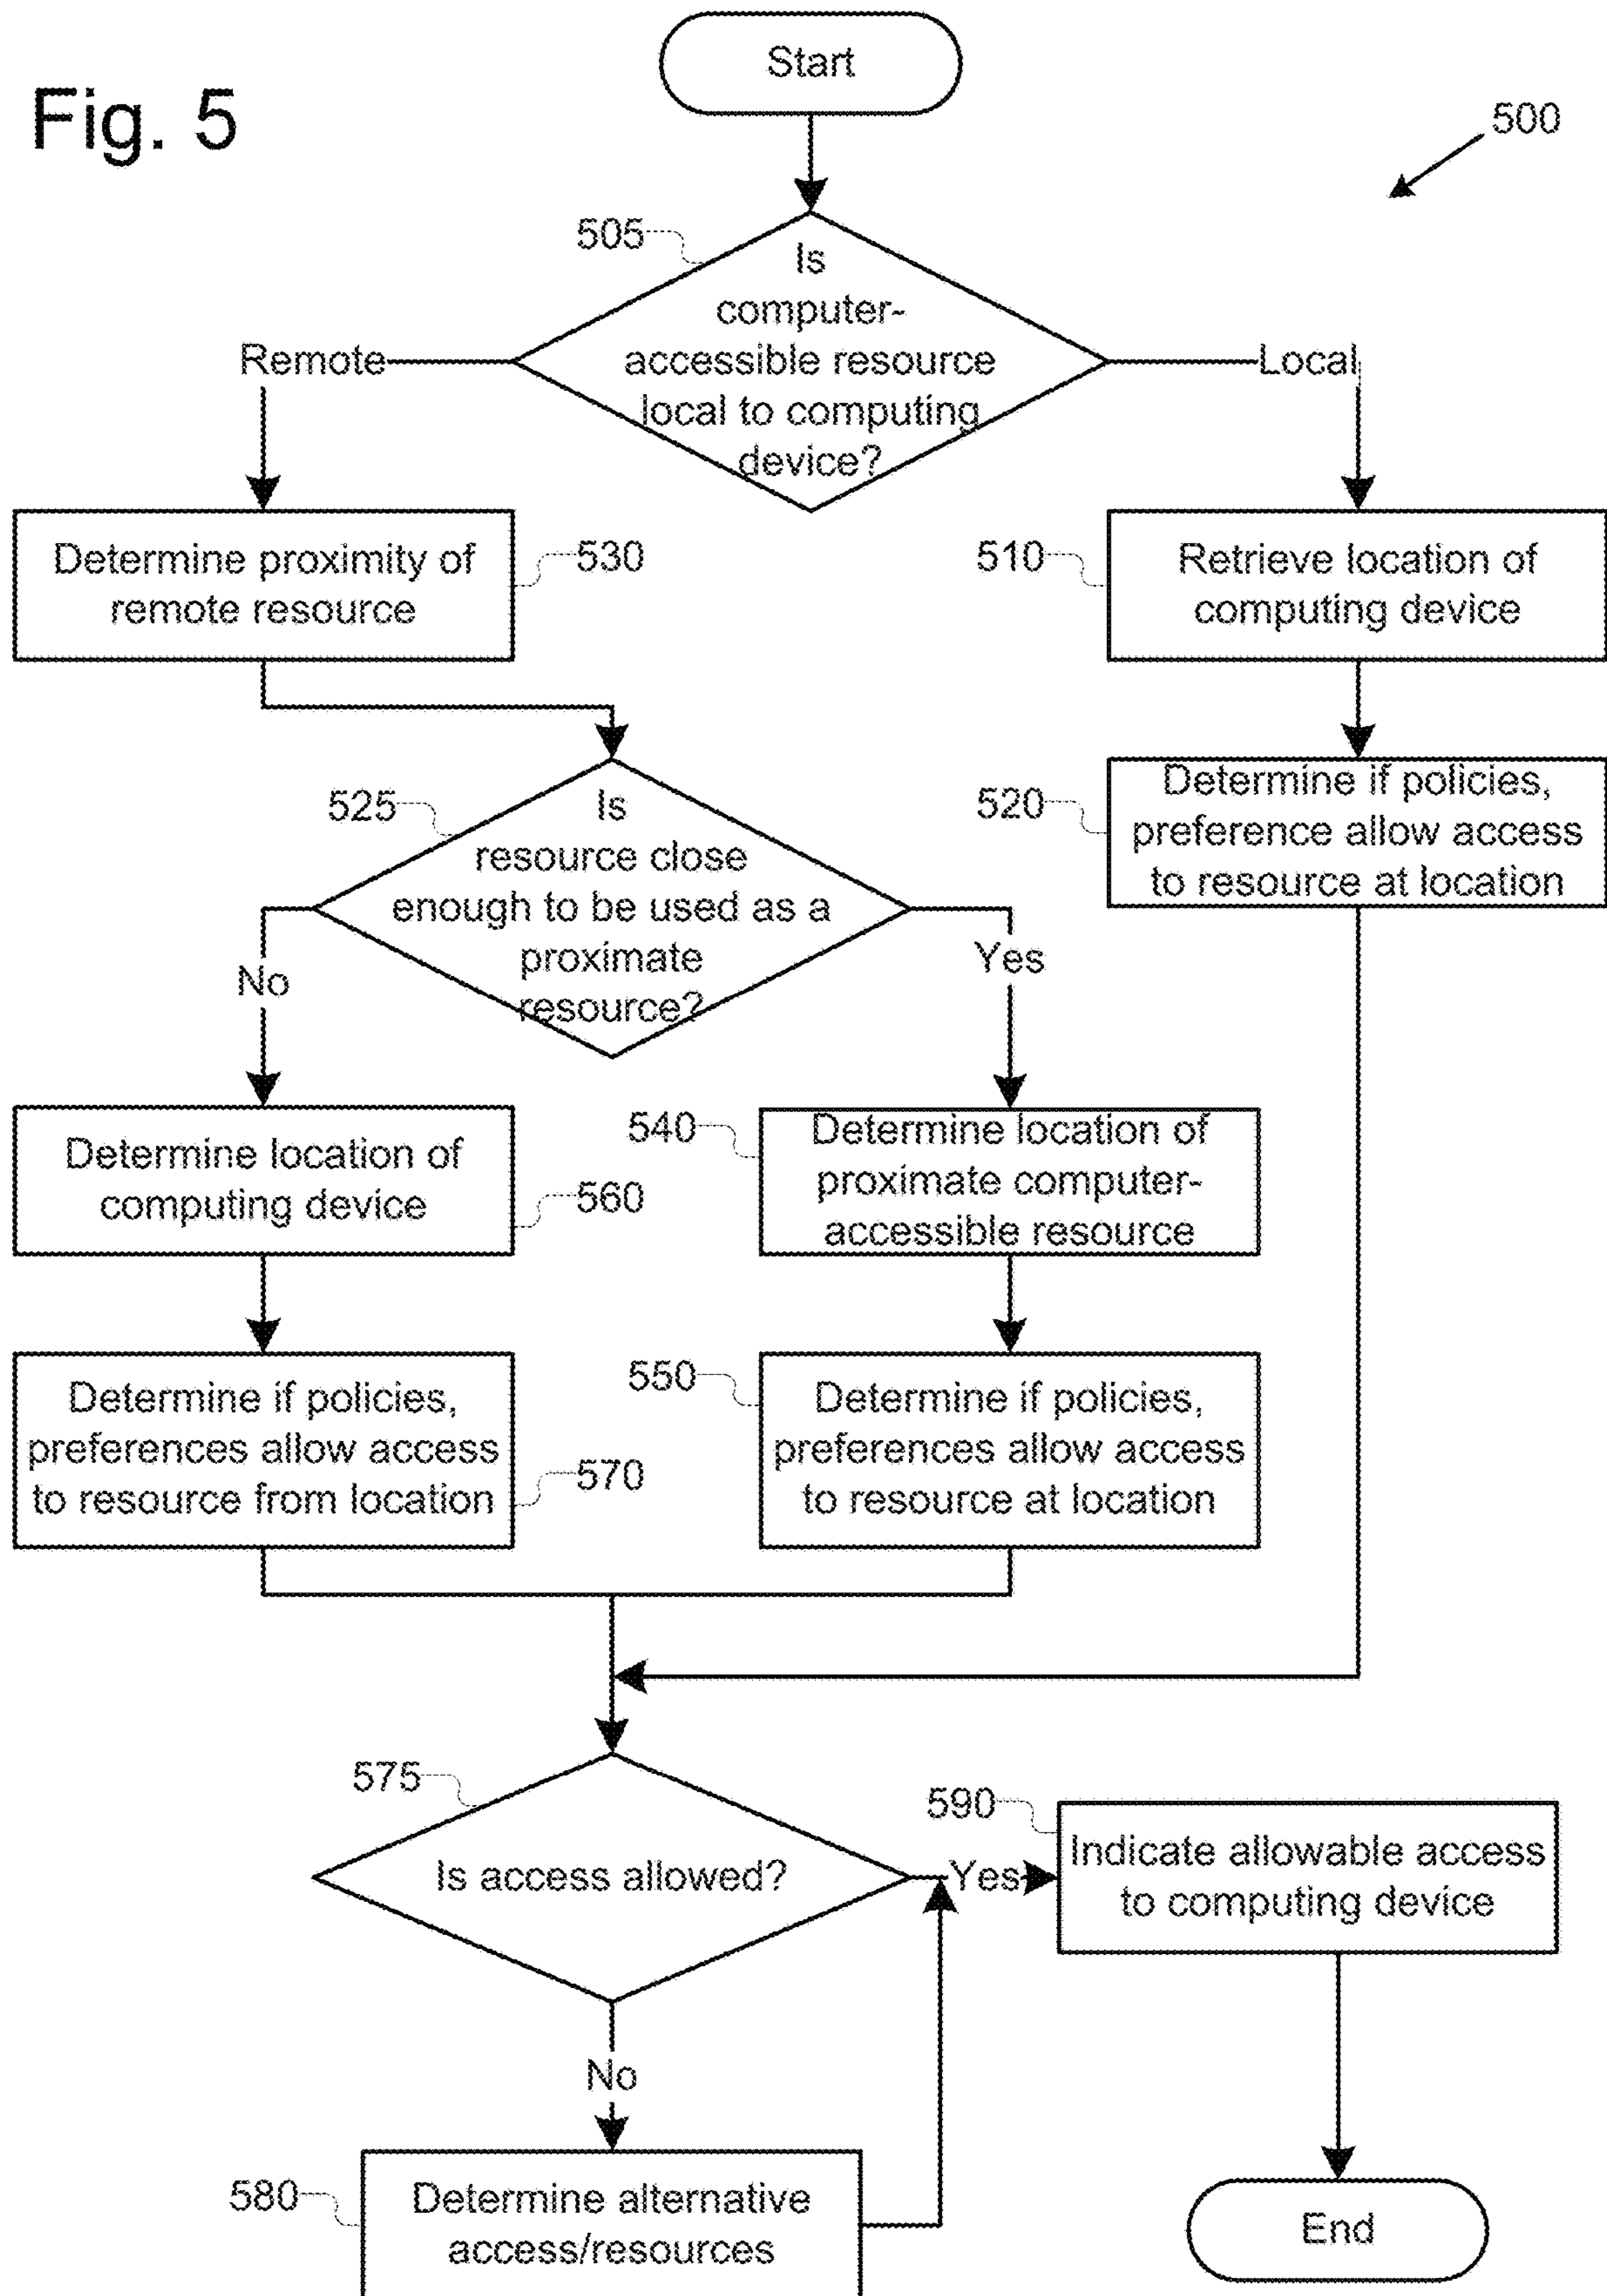 Fig. 5
Start
500
505
Is
computer-
accessible resource
local to computing
device?
Remote
Local
Determine proximity of
remote resource
530
510
Retrieve location of
computing device
525
Is
resource close
enough to be used as a
proximate
resource?
520
Determine if policies,
preference allow access
to resource at location
No
Yes
Determine location of
computing device
560
540
Determine location of
proximate computer-
accessible resource
Determine if policies,
preferences allow access
to resource from location
570
550
Determine if policies,
preferences allow access
to resource at location
575
Is access allowed?
Yes
590
Indicate allowable access
to computing device
No
580
Determine alternative
access/resources
End